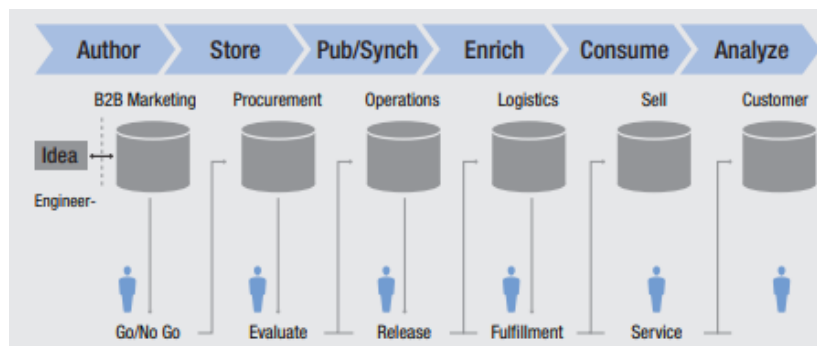 Author Store Pub/Synch Enrich Consume Analyze
B2B Marketing Procurement Operations Logistics Sell Customer
Idea
Engineer-
Go/No Go Evaluate Release Fulfillment Service